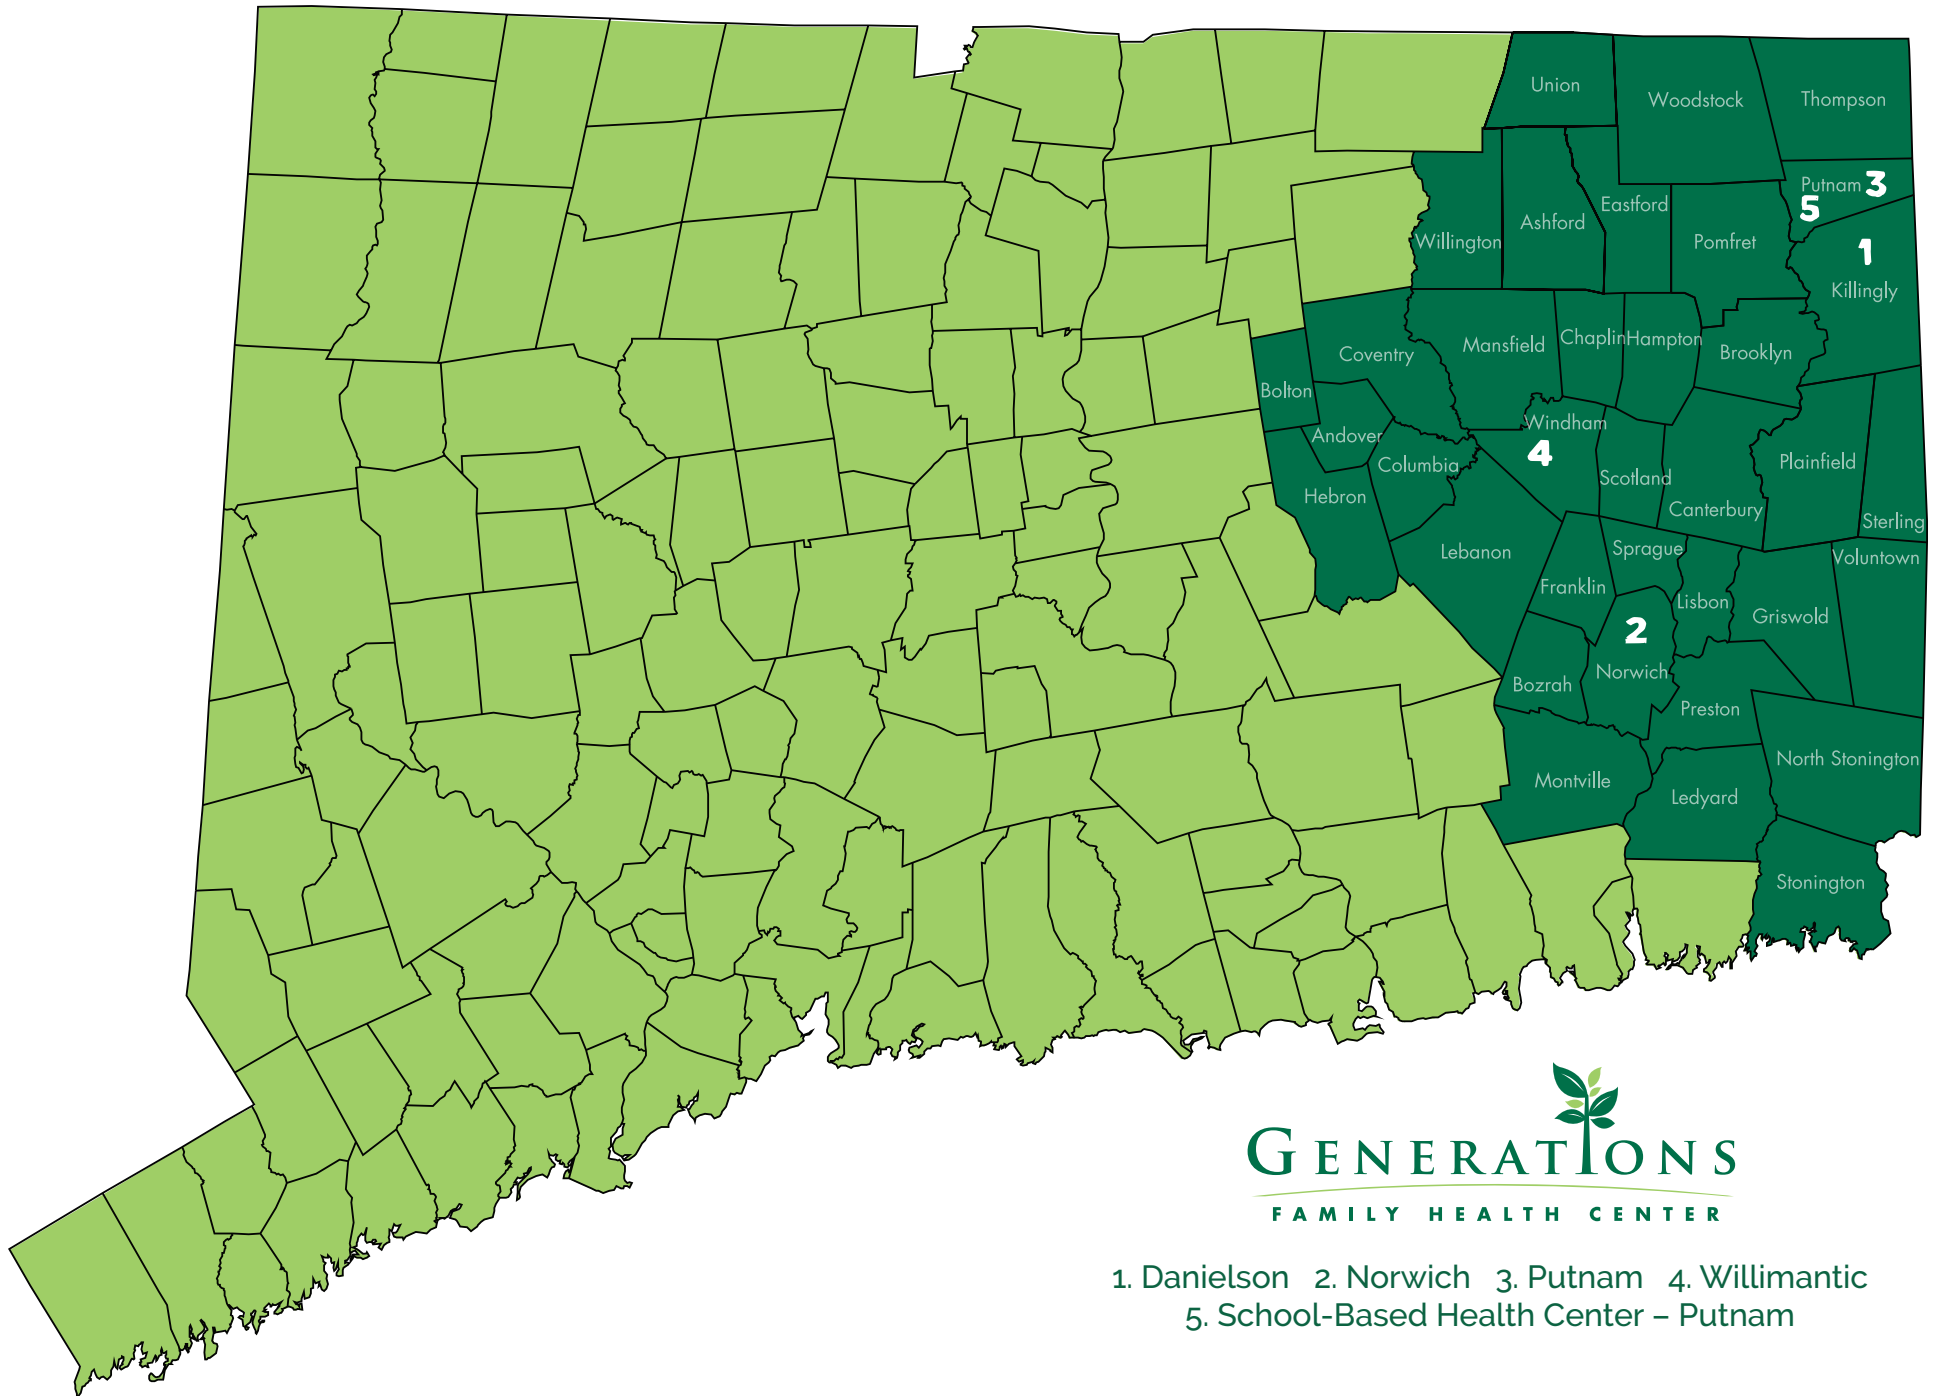 Union
Woodstock
Thompson
Putnam 3
5
Willington
Ashford
Eastford
Pomfret
1
Killingly
Coventry
Mansfield
Chaplin
Hampton
Brooklyn
Bolton
Andover
Windham
4
Columbia
Hebron
Scotland
Canterbury
Plainfield
Sterling
Lebanon
Sprague
Voluntown
Franklin
Lisbon
Griswold
2
Norwich
Bozrah
Preston
Montville
Ledyard
North Stonington
Stonington
GENERATIONS
FAMILY HEALTH CENTER
1. Danielson 2. Norwich 3. Putnam 4. Willimantic
5. School-Based Health Center – Putnam